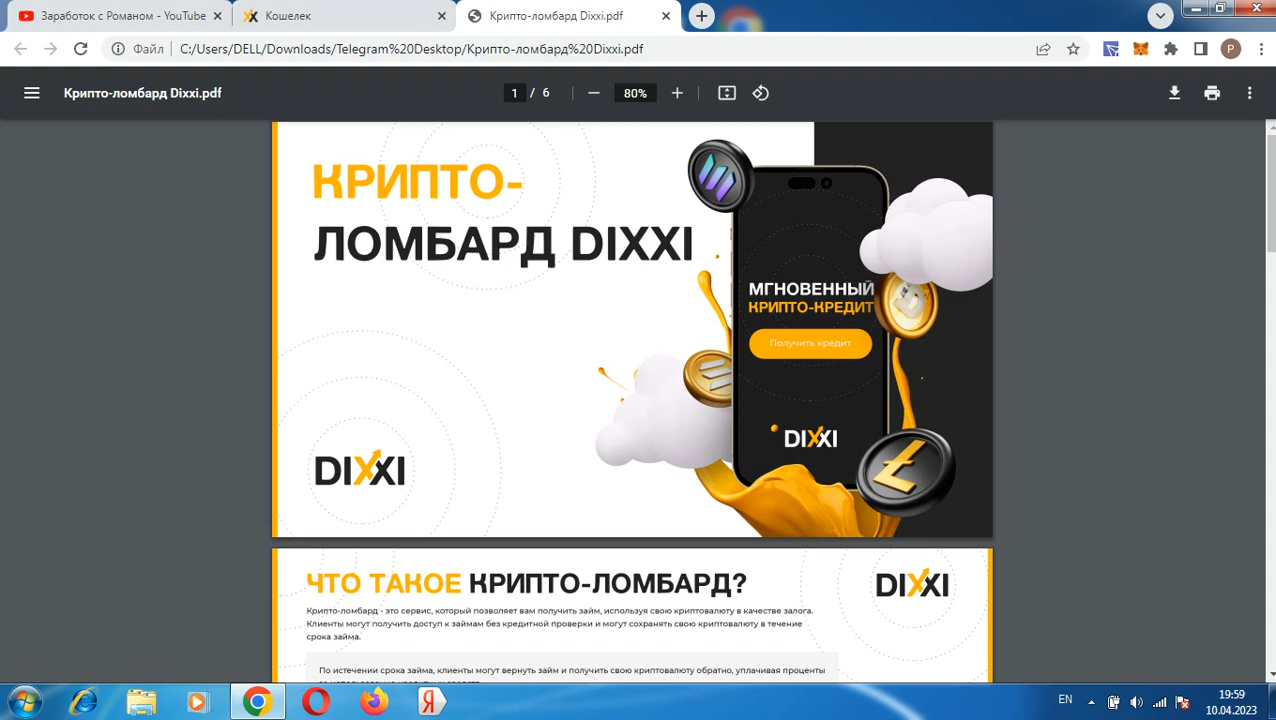 Заработок с Романом - YouTube
Кошелек
Крипто-ломбард Dixxi.pdf
Файл
C:/Users/DELL/Downloads/Telegram%20Desktop/Крипто-ломбард%20Dixxi.pdf
P
Крипто-ломбард Dixxi.pdf
1 / 6
80%
КРИПТО-
ЛОМБАРД DIXXI
МГНОВЕННЫЙ
КРИПТО-КРЕДИТ
Получить кредит
DIXXI
DIXXI
ЧТО ТАКОЕ КРИПТО-ЛОМБАРД?
DIXXI
Крипто-ломбард - это сервис, который позволяет вам получить займ, используя свою криптовалюту в качестве залога.
Клиенты могут получить доступ к займам без кредитной проверки и могут сохранять свою криптовалюту в течение
срока займа.
По истечении срока займа, клиенты могут вернуть займ и получить свою криптовалюту обратно, уплачивая проценты
EN
19:59
10.04.2023